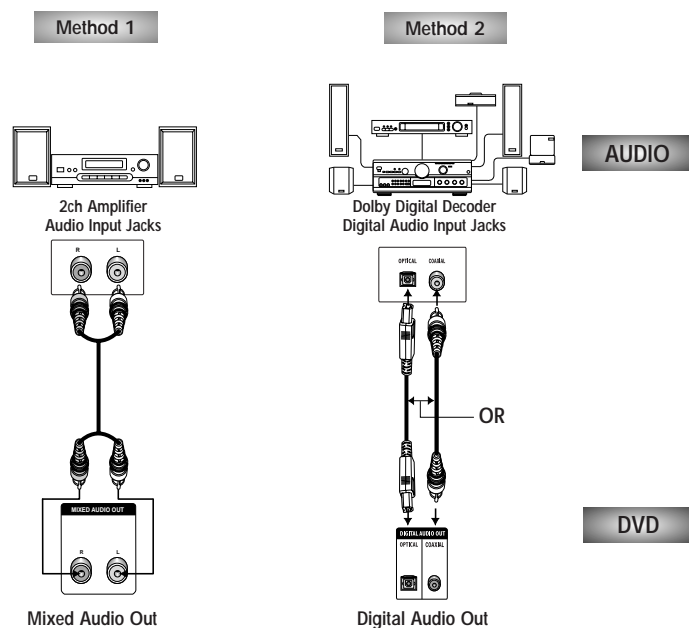 Method 1
Method 2
AUDIO
2ch Amplifier
Audio Input Jacks
Dolby Digital Decoder
Digital Audio Input Jacks
R L
OPTICAL COAXIAL
OR
MIXED AUDIO OUT
R L
DIGITAL AUDIO OUT
OPTICAL COAXIAL
DVD
Mixed Audio Out
Digital Audio Out